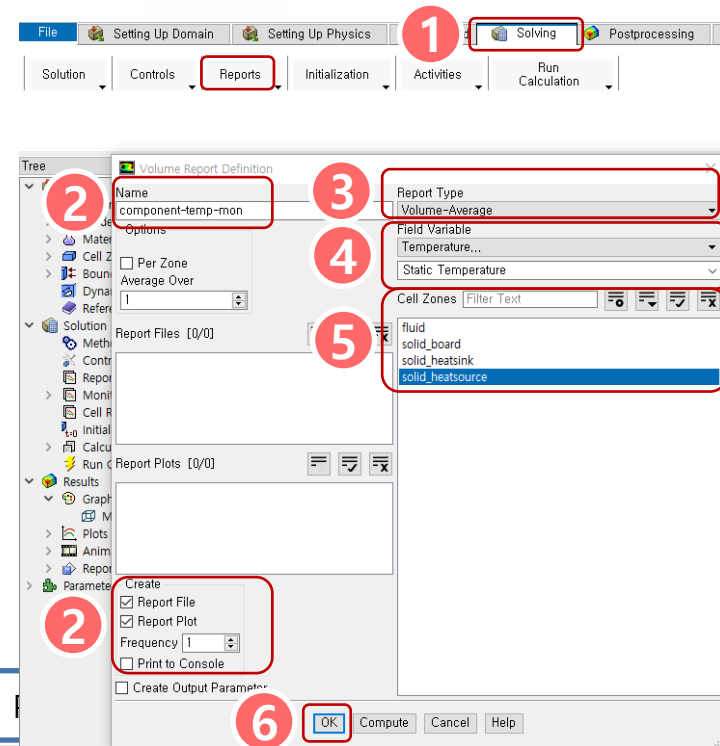 1
File Setting Up Domain Setting Up Physics Solving Postprocessing
Solution Controls Reports Initialization Activities Run Calculation
Tree
Volume Report Definition
2
Name
component-temp-mon
3
Report Type
Volume-Average
Options
Per Zone
Average Over
1
4
Field Variable
Temperature...
Static Temperature
5
Cell Zones Filter Text
fluid
solid_board
solid_heatsink
solid_heatsource
Report Files [0/0]
Report Plots [0/0]
Solution
t=0
Results
Plots
2
Create
Report File
Report Plot
Frequency 1
Print to Console
Create Output Parameter
6
OK Compute Cancel Help